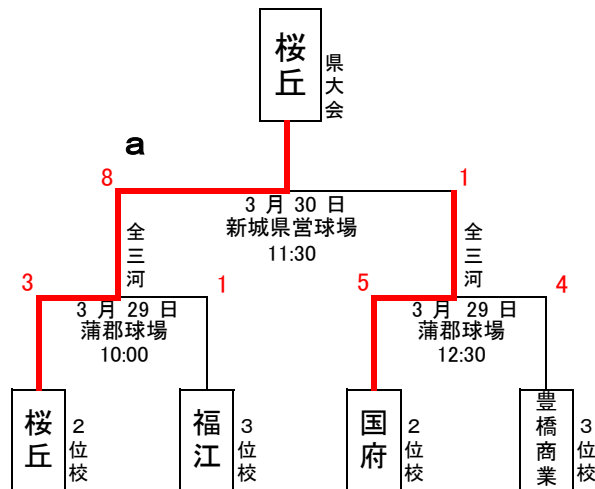 桜丘
県大会
a
8
1
3 月 30 日
新城県営球場
11:30
全三河
全三河
3
1
5
4
3 月 29 日
蒲郡球場
10:00
3 月 29 日
蒲郡球場
12:30
桜丘
2位校
福江
3位校
国府
2位校
豊橋商業
3位校